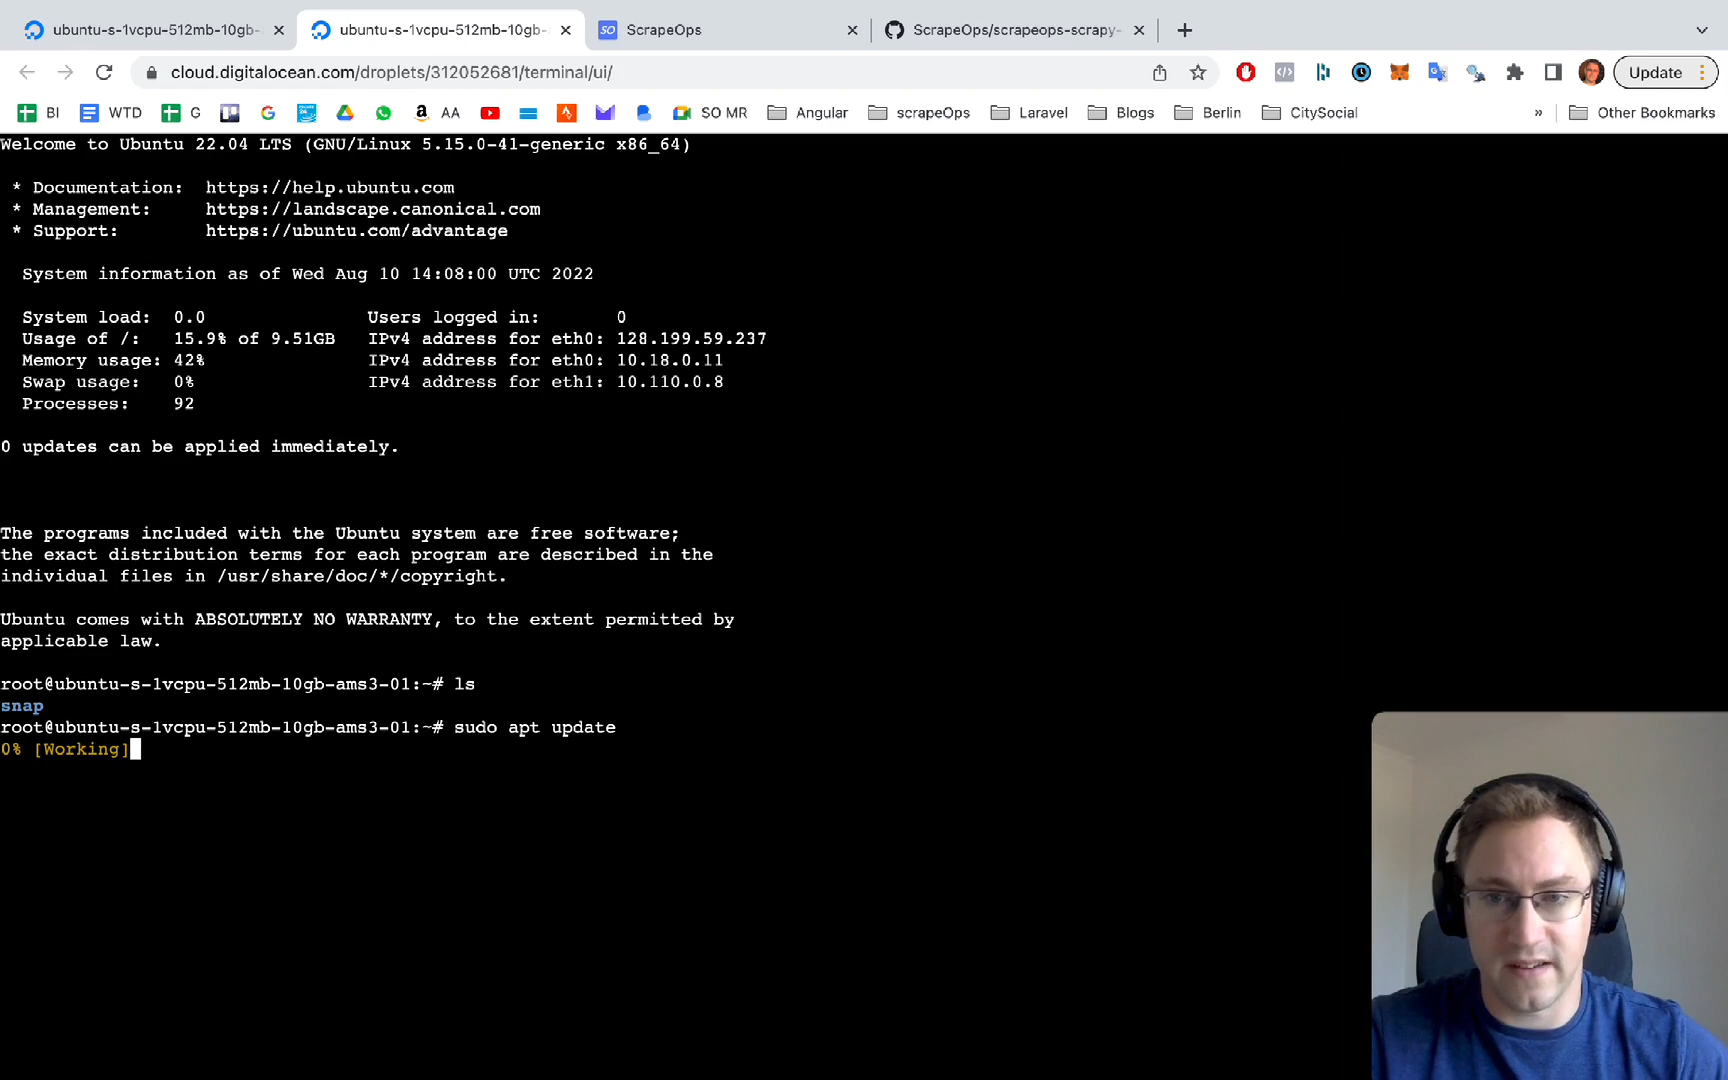 ubuntu-s-1vcpu-512mb-10gb-
ubuntu-s-1vcpu-512mb-10gb-
SO ScrapeOps
ScrapeOps/scrapeops-scrapy-
cloud.digitalocean.com/droplets/312052681/terminal/ui/
Update
BI WTD G AA SO MR Angular scrapeOps Laravel Blogs Berlin CitySocial » Other Bookmarks
Welcome to Ubuntu 22.04 LTS (GNU/Linux 5.15.0-41-generic x86_64)
* Documentation: https://help.ubuntu.com
* Management: https://landscape.canonical.com
* Support: https://ubuntu.com/advantage
System information as of Wed Aug 10 14:08:00 UTC 2022
System load: 0.0 Users logged in: 0
Usage of /: 15.9% of 9.51GB IPv4 address for eth0: 128.199.59.237
Memory usage: 42% IPv4 address for eth0: 10.18.0.11
Swap usage: 0% IPv4 address for eth1: 10.110.0.8
Processes: 92
0 updates can be applied immediately.
The programs included with the Ubuntu system are free software;
the exact distribution terms for each program are described in the
individual files in /usr/share/doc/*/copyright.
Ubuntu comes with ABSOLUTELY NO WARRANTY, to the extent permitted by
applicable law.
root@ubuntu-s-1vcpu-512mb-10gb-ams3-01:~# ls
snap
root@ubuntu-s-1vcpu-512mb-10gb-ams3-01:~# sudo apt update
0% [Working]